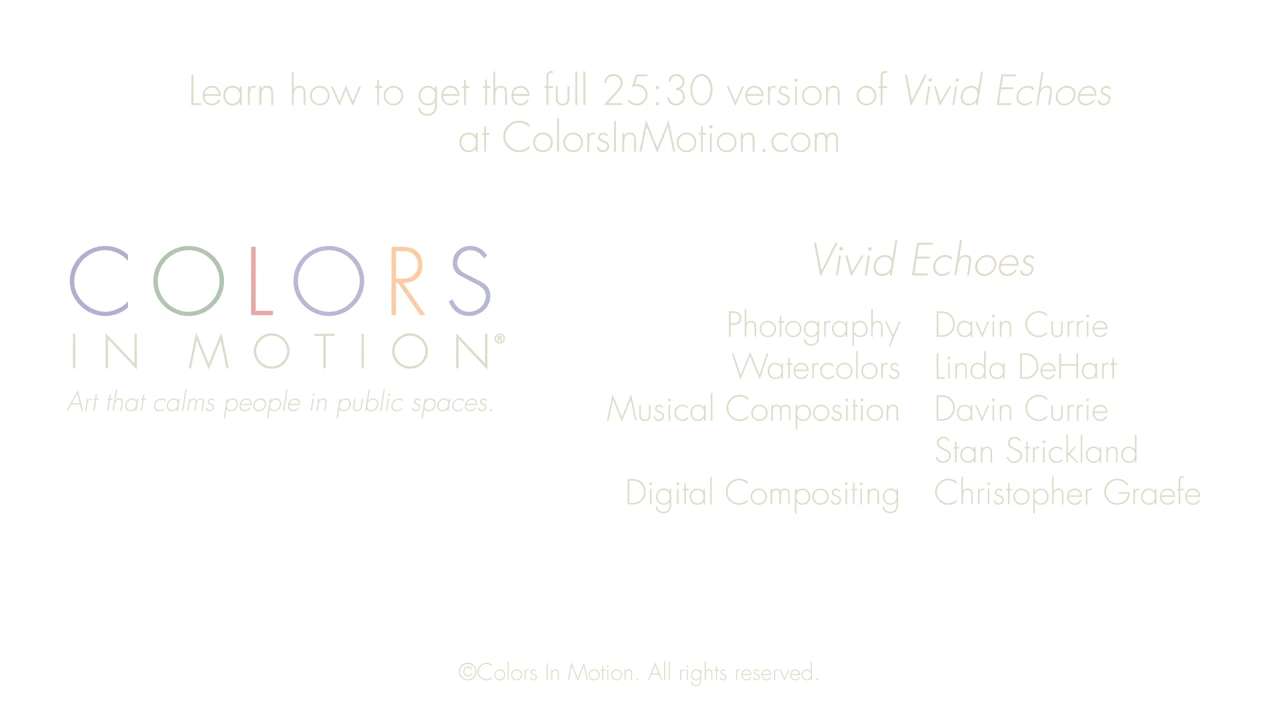 Learn how to get the full 25:30 version of Vivid Echoes
at ColorsInMotion.com
COLORS
IN MOTION®
Art that calms people in public spaces.
Vivid Echoes
Photography Davin Currie
Watercolors Linda DeHart
Musical Composition Davin Currie
Stan Strickland
Digital Compositing Christopher Graefe
©Colors In Motion. All rights reserved.